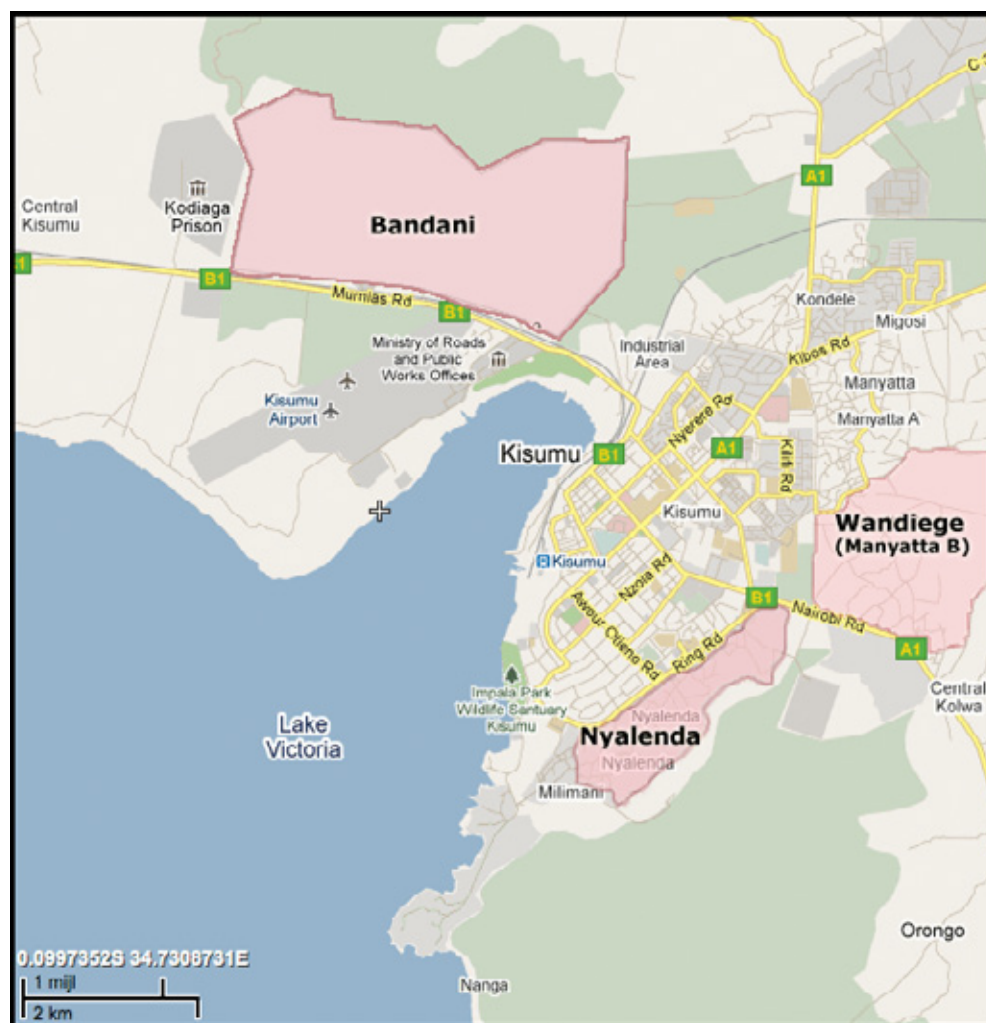 C
A1
Central
Kisumu
Kodiaga
Prison
Bandani
B1
Mumias Rd
B1
Kondele
Migosi
Ministry of Roads
and Public
Works Offices
Industrial
Area
Kibos Rd
Manyatta
Manyatta A
Kisumu
Airport
Nyerere Rd
A1
Kisumu
B1
Kisumu
Wandiege
(Manyatta B)
Kisumu
Nzoia Rd
B1
Nairobi Rd
A1
Awour Otieno Rd
Ring Rd
Impala Park
Wildlife Santuary
Kisumu
Central
Kolwa
Nyalenda
Nyalenda
Nyalenda
Lake
Victoria
Milimani
Orongo
0.0997352S 34.7308731E
1 mijl
2 km
Nanga